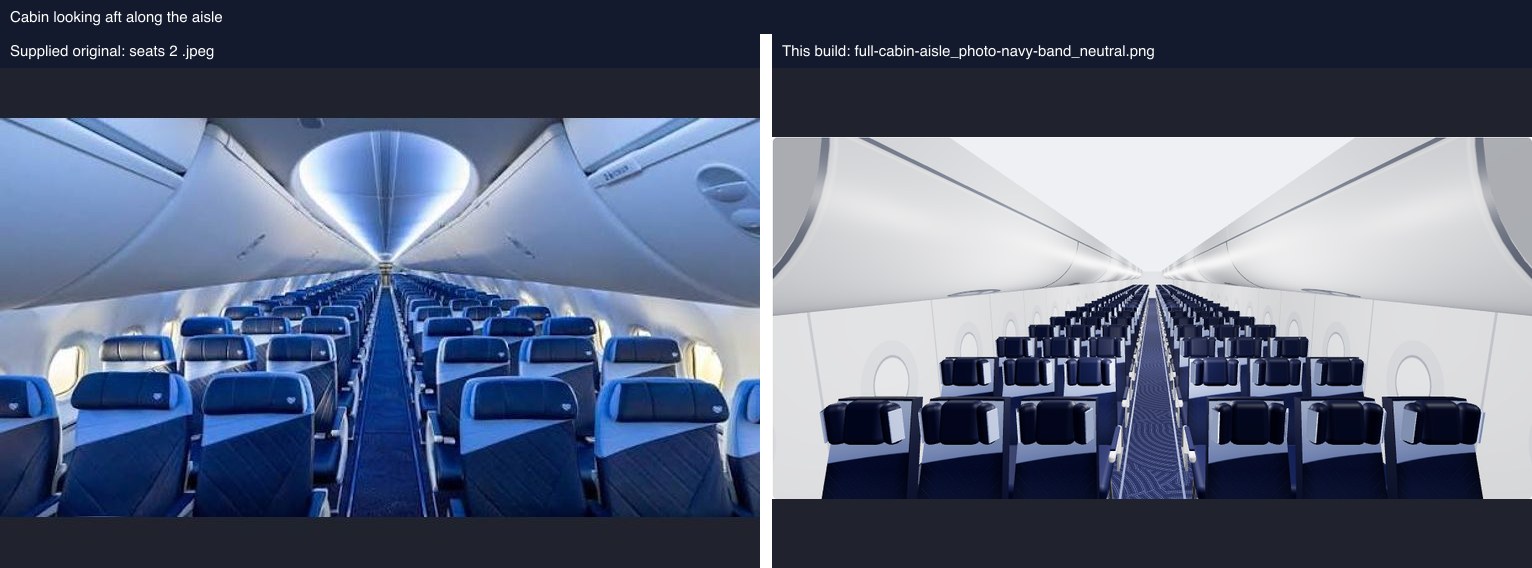 Cabin looking aft along the aisle
Supplied original: seats 2 .jpeg
This build: full-cabin-aisle_photo-navy-band_neutral.png